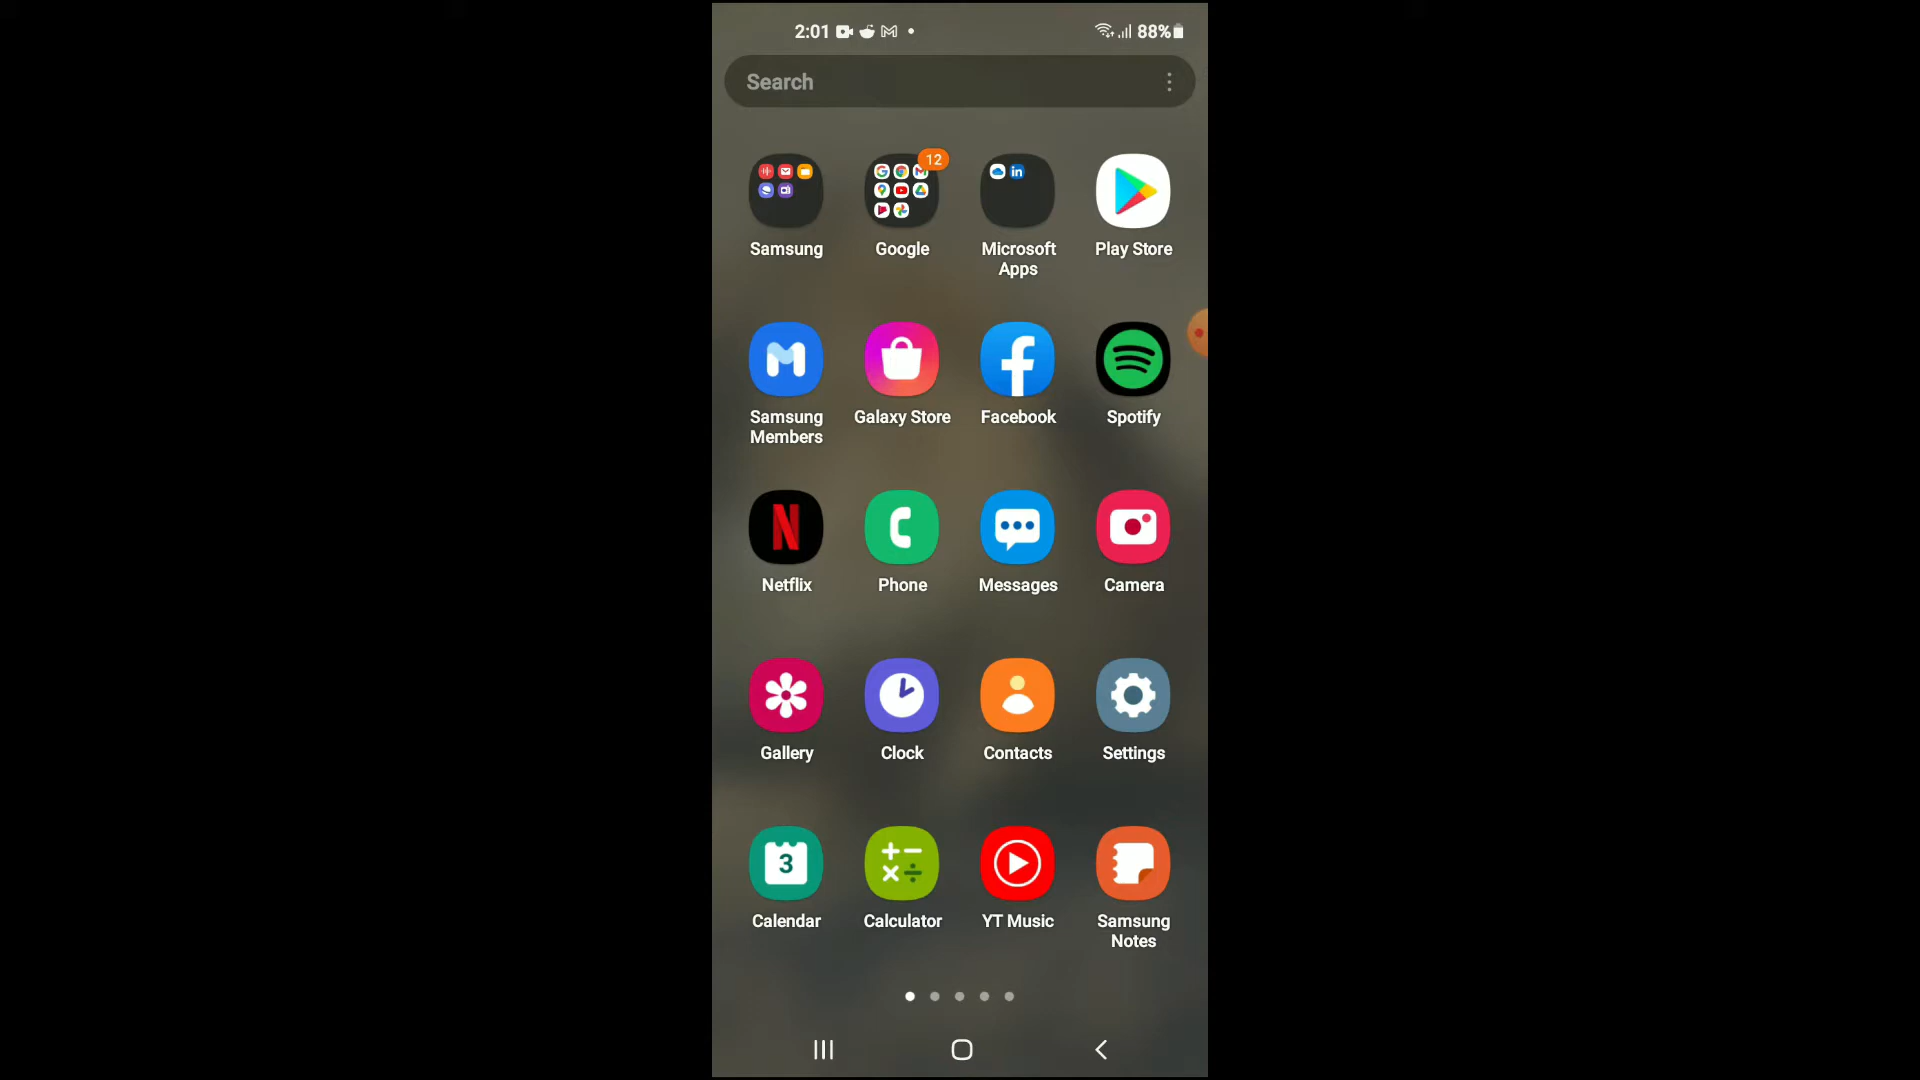 2:01 88%
Search
12
Samsung Google Microsoft Apps Play Store
Samsung Members Galaxy Store Facebook Spotify
Netflix Phone Messages Camera
Gallery Clock Contacts Settings
3
Calendar Calculator YT Music Samsung Notes